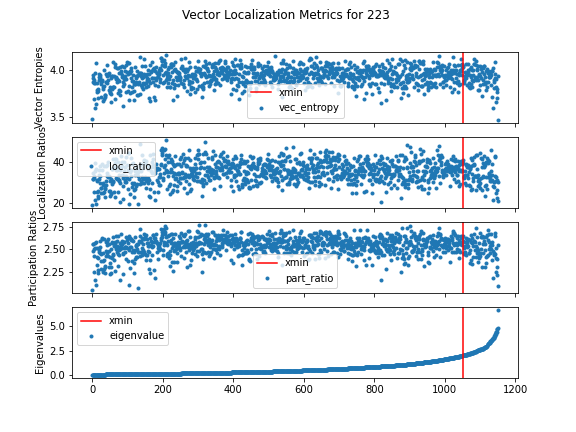 Vector Localization Metrics for 223
Vector Entropies
4.0
3.5
xmin
vec_entropy
Localization Ratios
40
20
xmin
loc_ratio
Participation Ratios
2.75
2.50
2.25
xmin
part_ratio
Eigenvalues
5.0
2.5
0.0
xmin
eigenvalue
0 200 400 600 800 1000 1200